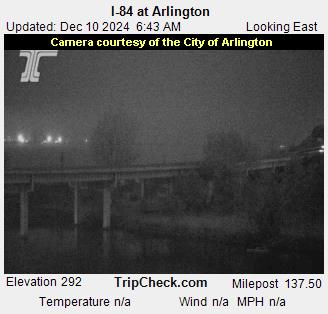 I-84 at Arlington
Updated: Dec 10 2024 6:43 AM Looking East
Camera courtesy of the City of Arlington
Elevation 292 TripCheck.com Milepost 137.50
Temperature n/a Wind n/a MPH n/a